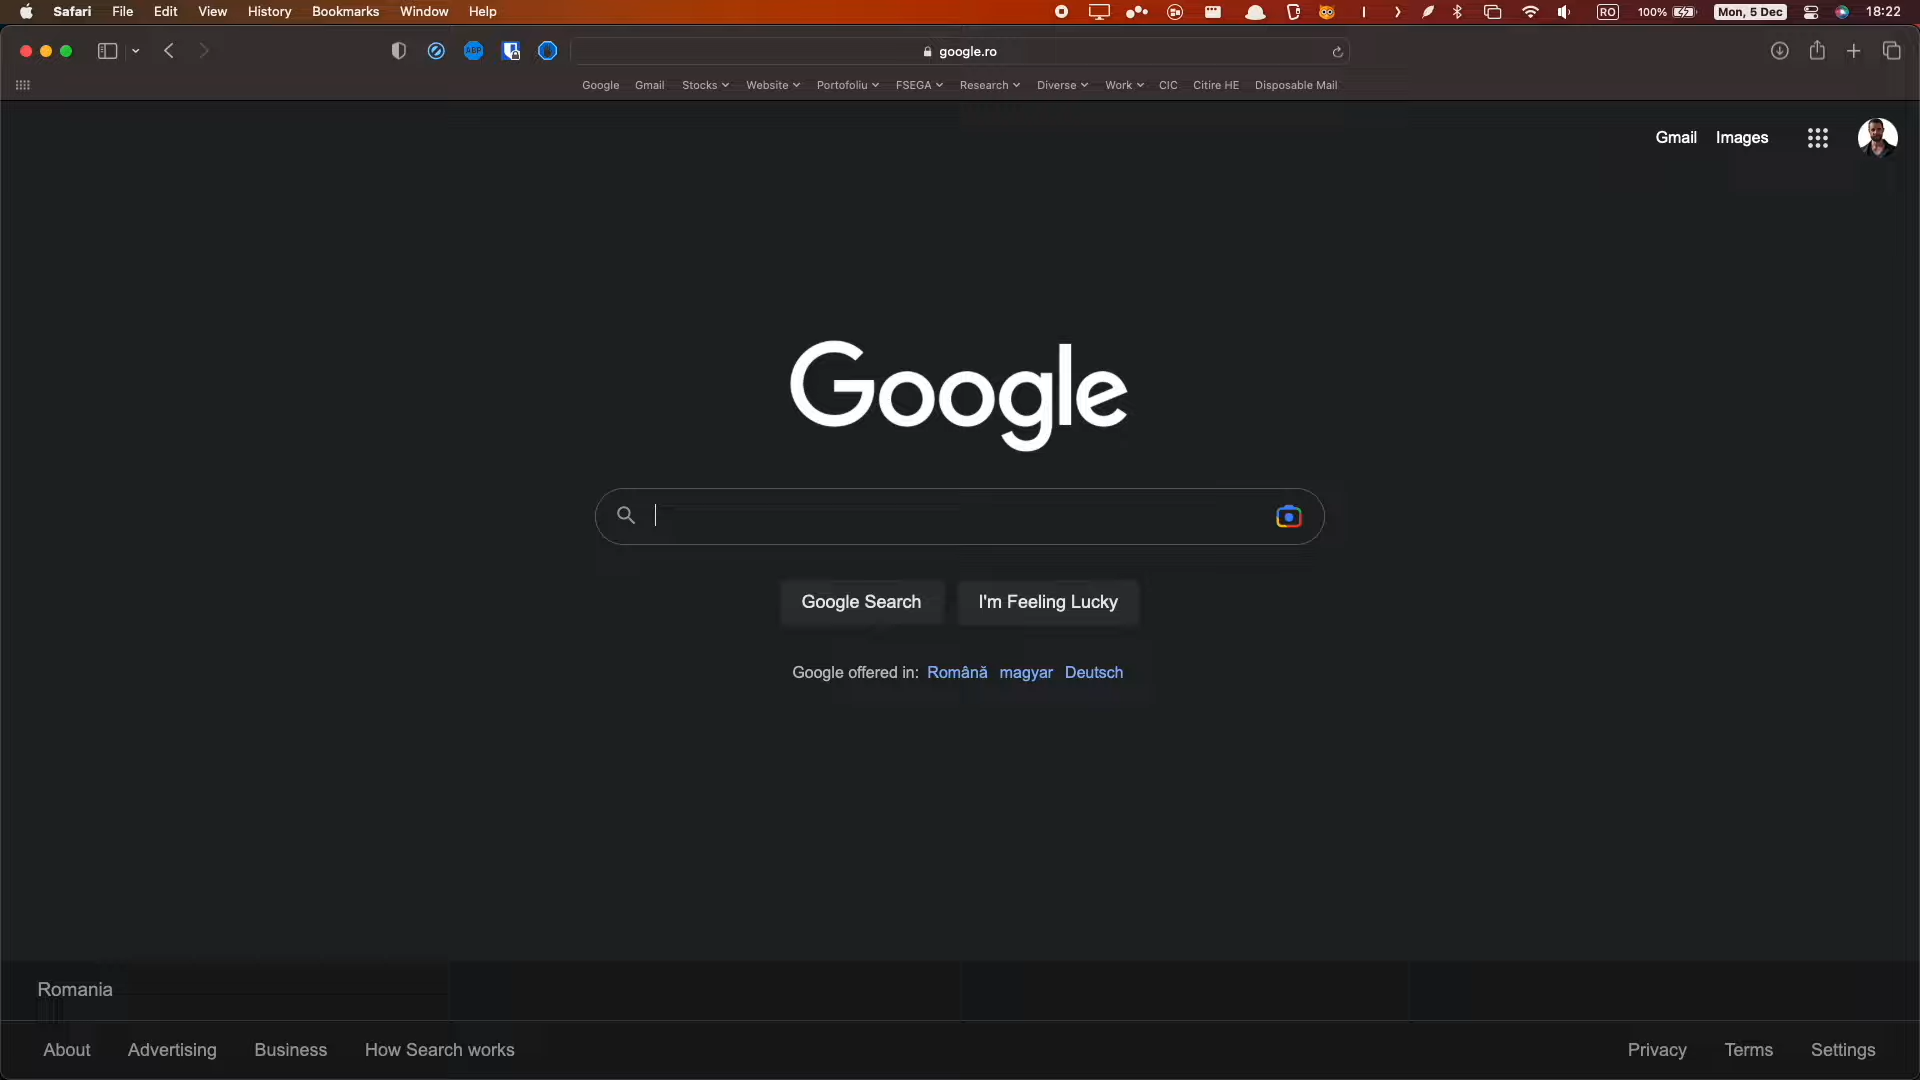 Safari File Edit View History Bookmarks Window Help RO 100% Mon, 5 Dec 18:22
ABP google.ro
Google Gmail Stocks Website Portofoliu FSEGA Research Diverse Work CIC Citire HE Disposable Mail
Gmail Images
Google
Google Search I'm Feeling Lucky
Google offered in: Română magyar Deutsch
Romania
About Advertising Business How Search works Privacy Terms Settings